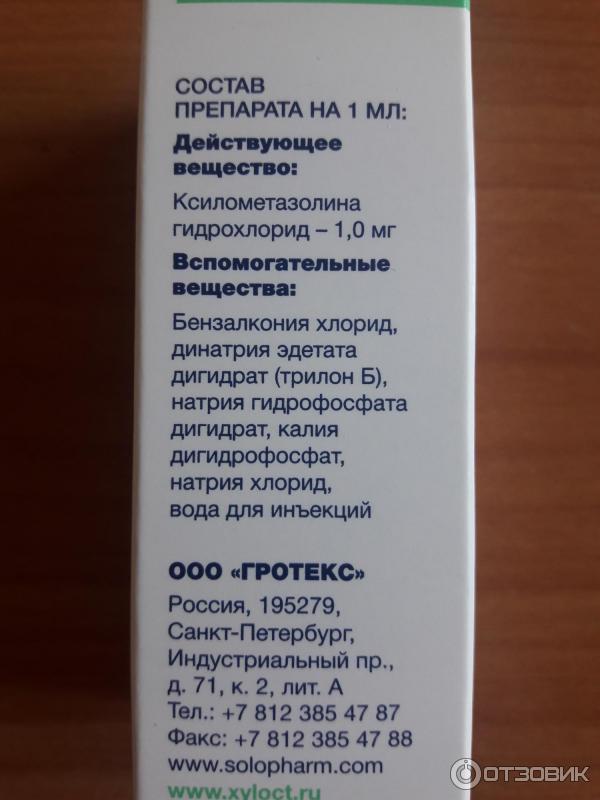 СОСТАВ
ПРЕПАРАТА НА 1 МЛ:
Действующее
вещество:
Ксилометазолина
гидрохлорид – 1,0 мг
Вспомогательные
вещества:
Бензалкония хлорид,
динатрия эдетата
дигидрат (трилон Б),
натрия гидрофосфата
дигидрат, калия
дигидрофосфат,
натрия хлорид,
вода для инъекций
ООО «ГРОТЕКС»
Россия, 195279,
Санкт-Петербург,
Индустриальный пр.,
д. 71, к. 2, лит. А
Тел.: +7 812 385 47 87
Факс: +7 812 385 47 88
www.solopharm.com
www.xyloct.ru
ОТЗОВИК